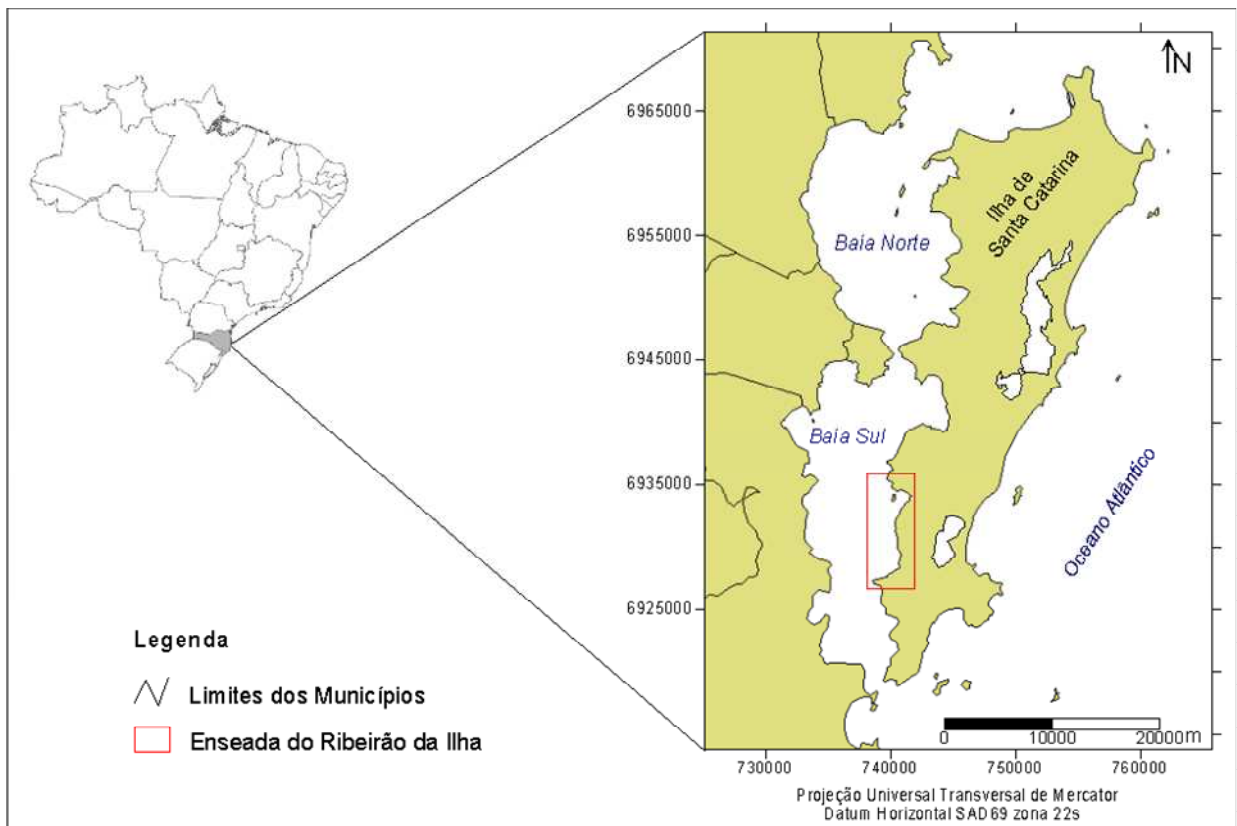 N
6965000
6955000
6945000
6935000
6925000
Ilha de
Santa Catarina
Baía Norte
Baía Sul
Oceano Atlântico
0 10000 20000m
730000 740000 750000 760000
Projeção Universal Transversal de Mercator
Datum Horizontal SAD69 zona 22s
Legenda
Limites dos Municípios
Enseada do Ribeirão da Ilha